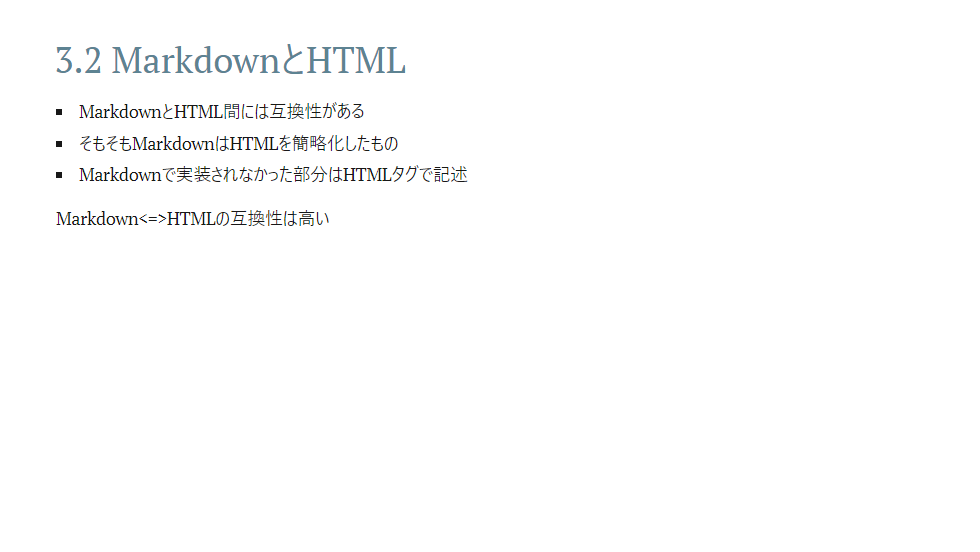 3.2 MarkdownとHTML
MarkdownとHTML間には互換性がある
そもそもMarkdownはHTMLを簡略化したもの
Markdownで実装されなかった部分はHTMLタグで記述
Markdown<=>HTMLの互換性は高い